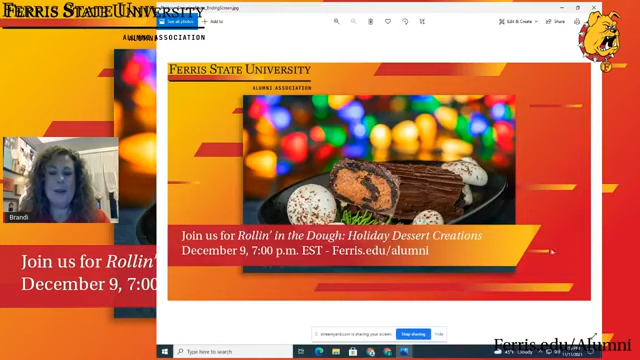 FERRIS STATE UNIVERSITY
ALUMNI ASSOCIATION
See all photos
Add to
Edit & Create
Share
FERRIS STATE UNIVERSITY
ALUMNI ASSOCIATION
Brandi
Join us for Rollin' in the Dough: Holiday Dessert Creations
December 9, 7:00 p.m. EST - Ferris.edu/alumni
Join us for Rollin'
December 9, 7:00
streamyard.com is sharing your screen.
Stop sharing
Hide
Type here to search
45°F
Ferris.edu/Alumni